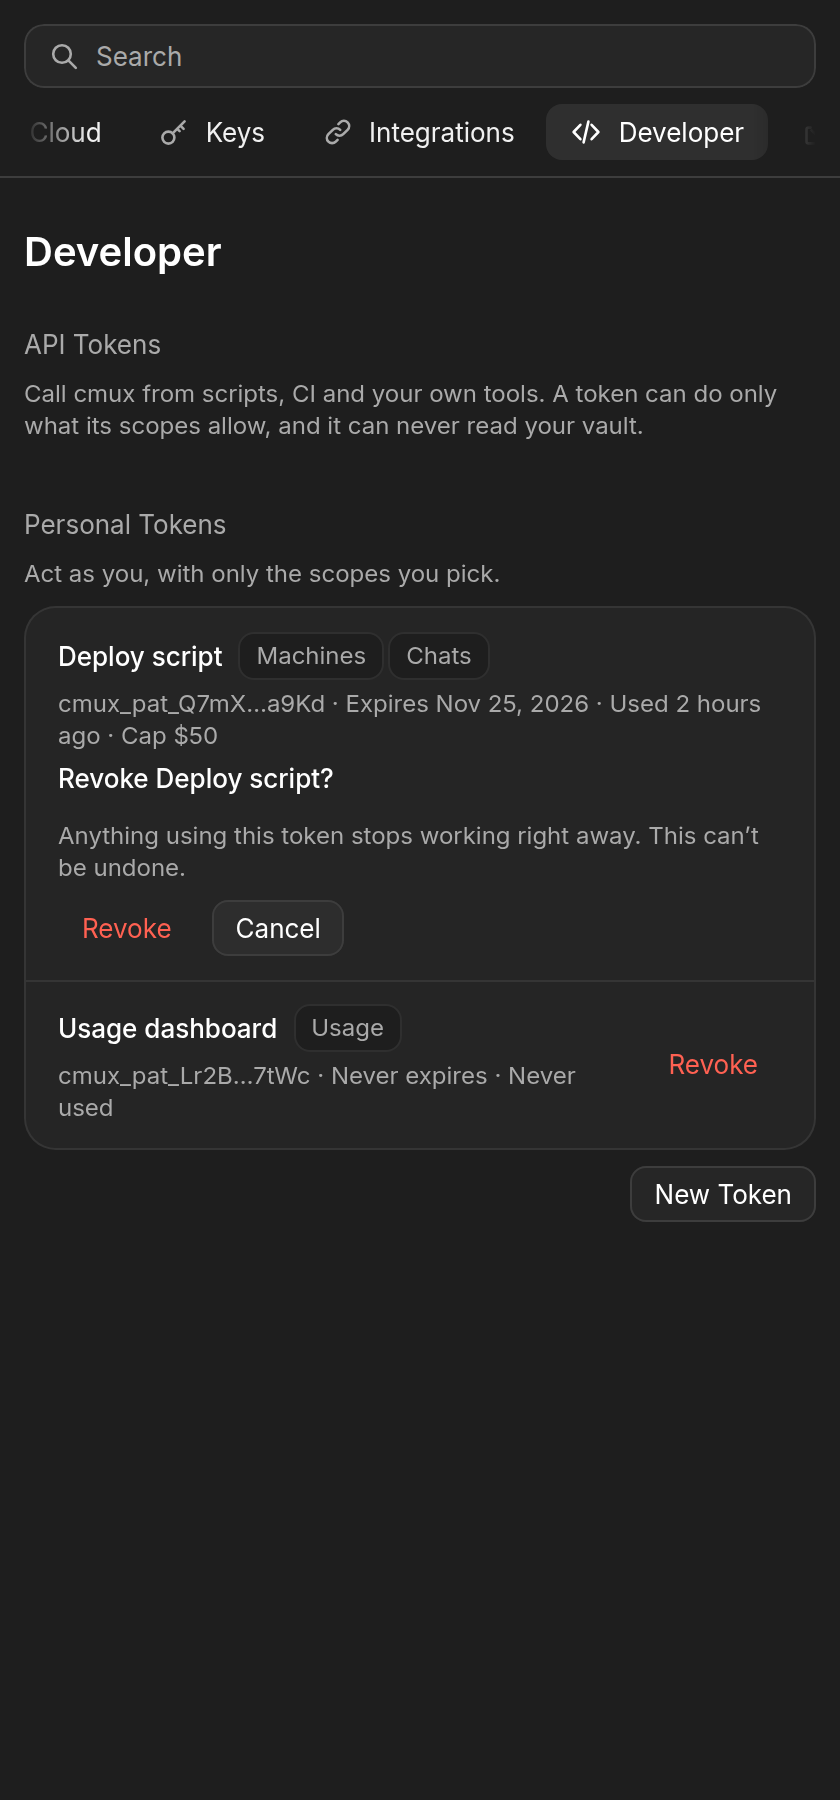 Search
Cloud
Keys
Integrations
Developer
Developer
API Tokens
Call cmux from scripts, CI and your own tools. A token can do only
what its scopes allow, and it can never read your vault.
Personal Tokens
Act as you, with only the scopes you pick.
Deploy script Machines Chats
cmux_pat_Q7mX…a9Kd · Expires Nov 25, 2026 · Used 2 hours
ago · Cap $50
Revoke Deploy script?
Anything using this token stops working right away. This can’t
be undone.
Revoke
Cancel
Usage dashboard Usage
cmux_pat_Lr2B…7tWc · Never expires · Never
used
Revoke
New Token